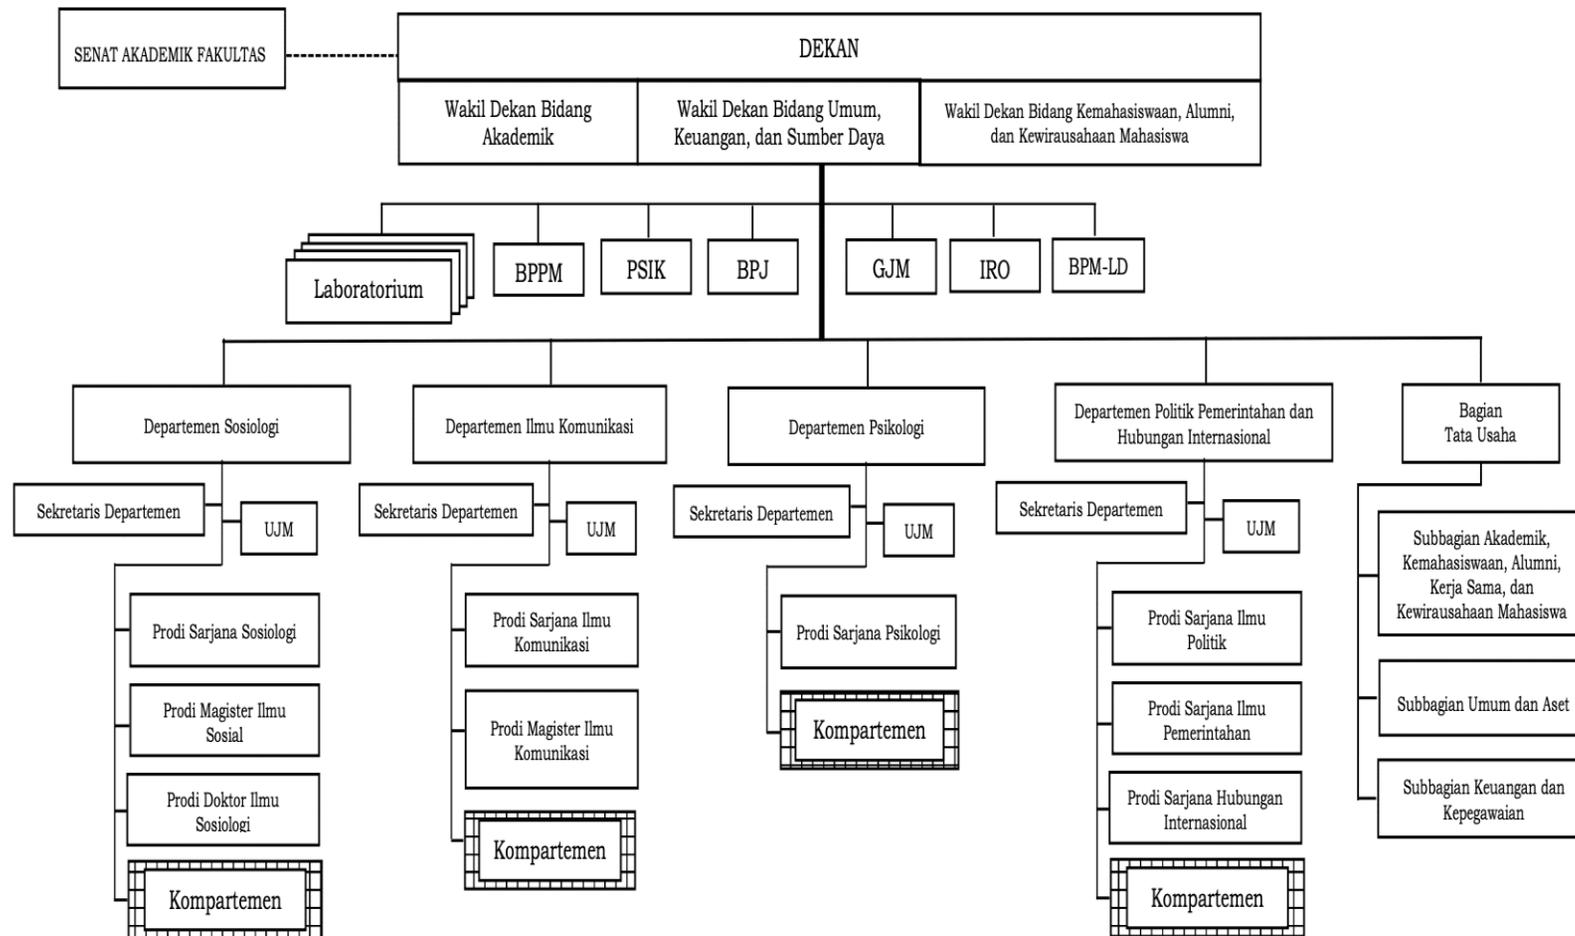 SENAT AKADEMIK FAKULTAS
DEKAN
Wakil Dekan Bidang
Akademik
Wakil Dekan Bidang Umum,
Keuangan, dan Sumber Daya
Wakil Dekan Bidang Kemahasiswaan, Alumni,
dan Kewirausahaan Mahasiswa
Laboratorium
BPPM
PSIK
BPJ
GJM
IRO
BPM-LD
Departemen Sosiologi
Sekretaris Departemen
UJM
Prodi Sarjana Sosiologi
Prodi Magister Ilmu
Sosial
Prodi Doktor Ilmu
Sosiologi
Kompartemen
Departemen Ilmu Komunikasi
Sekretaris Departemen
UJM
Prodi Sarjana Ilmu
Komunikasi
Prodi Magister Ilmu
Komunikasi
Kompartemen
Departemen Psikologi
Sekretaris Departemen
UJM
Prodi Sarjana Psikologi
Kompartemen
Departemen Politik Pemerintahan dan
Hubungan Internasional
Sekretaris Departemen
UJM
Prodi Sarjana Ilmu
Politik
Prodi Sarjana Ilmu
Pemerintahan
Prodi Sarjana Hubungan
Internasional
Kompartemen
Bagian
Tata Usaha
Subbagian Akademik,
Kemahasiswaan, Alumni,
Kerja Sama, dan
Kewirausahaan Mahasiswa
Subbagian Umum dan Aset
Subbagian Keuangan dan
Kepegawaian